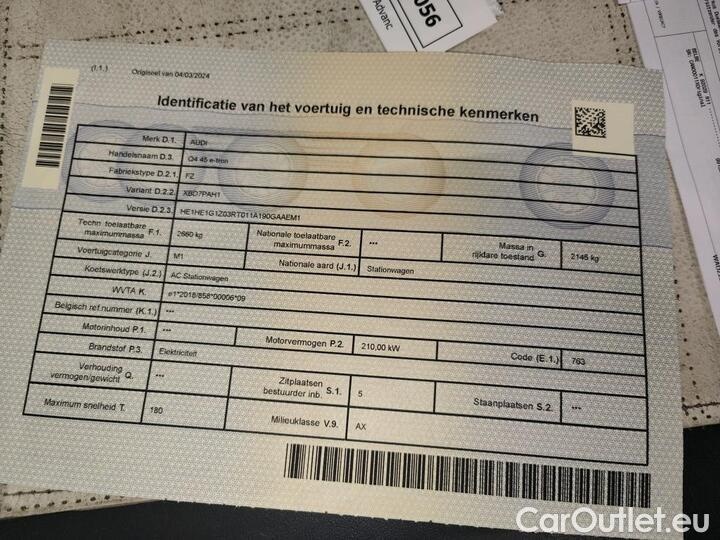 056
Advanc
(I.1.)
Origineel van 04/03/2024
Identificatie van het voertuig en technische kenmerken
Merk D.1. AUDI
Handelsnaam D.3. Q4 45 e-tron
Fabriekstype D.2.1. FZ
Variant D.2.2. XBD7PAH1
Versie D.2.3. HE1HE1G1Z03RT011A190GAAEM1
Techn. toelaatbare maximummassa F.1. 2660 kg Nationale toelaatbare maximummassa F.2. *** Massa in rijklare toestand G. 2145 kg
Voertuigcategorie J. M1 Nationale aard (J.1.) Stationwagen
Koetswerktype (J.2.) AC Stationwagen
WVTA K. e1*2018/858*00006*09
Belgisch ref.nummer (K.1.) ***
Motorinhoud P.1. *** Motorvermogen P.2. 210,00 kW Code (E.1.) 763
Brandstof P.3. Elektriciteit
Verhouding vermogen/gewicht Q. *** Zitplaatsen bestuurder inb. S.1. 5 Staanplaatsen S.2. ***
Maximum snelheid T. 180 Milieuklasse V.9. AX
CarOutlet.eu